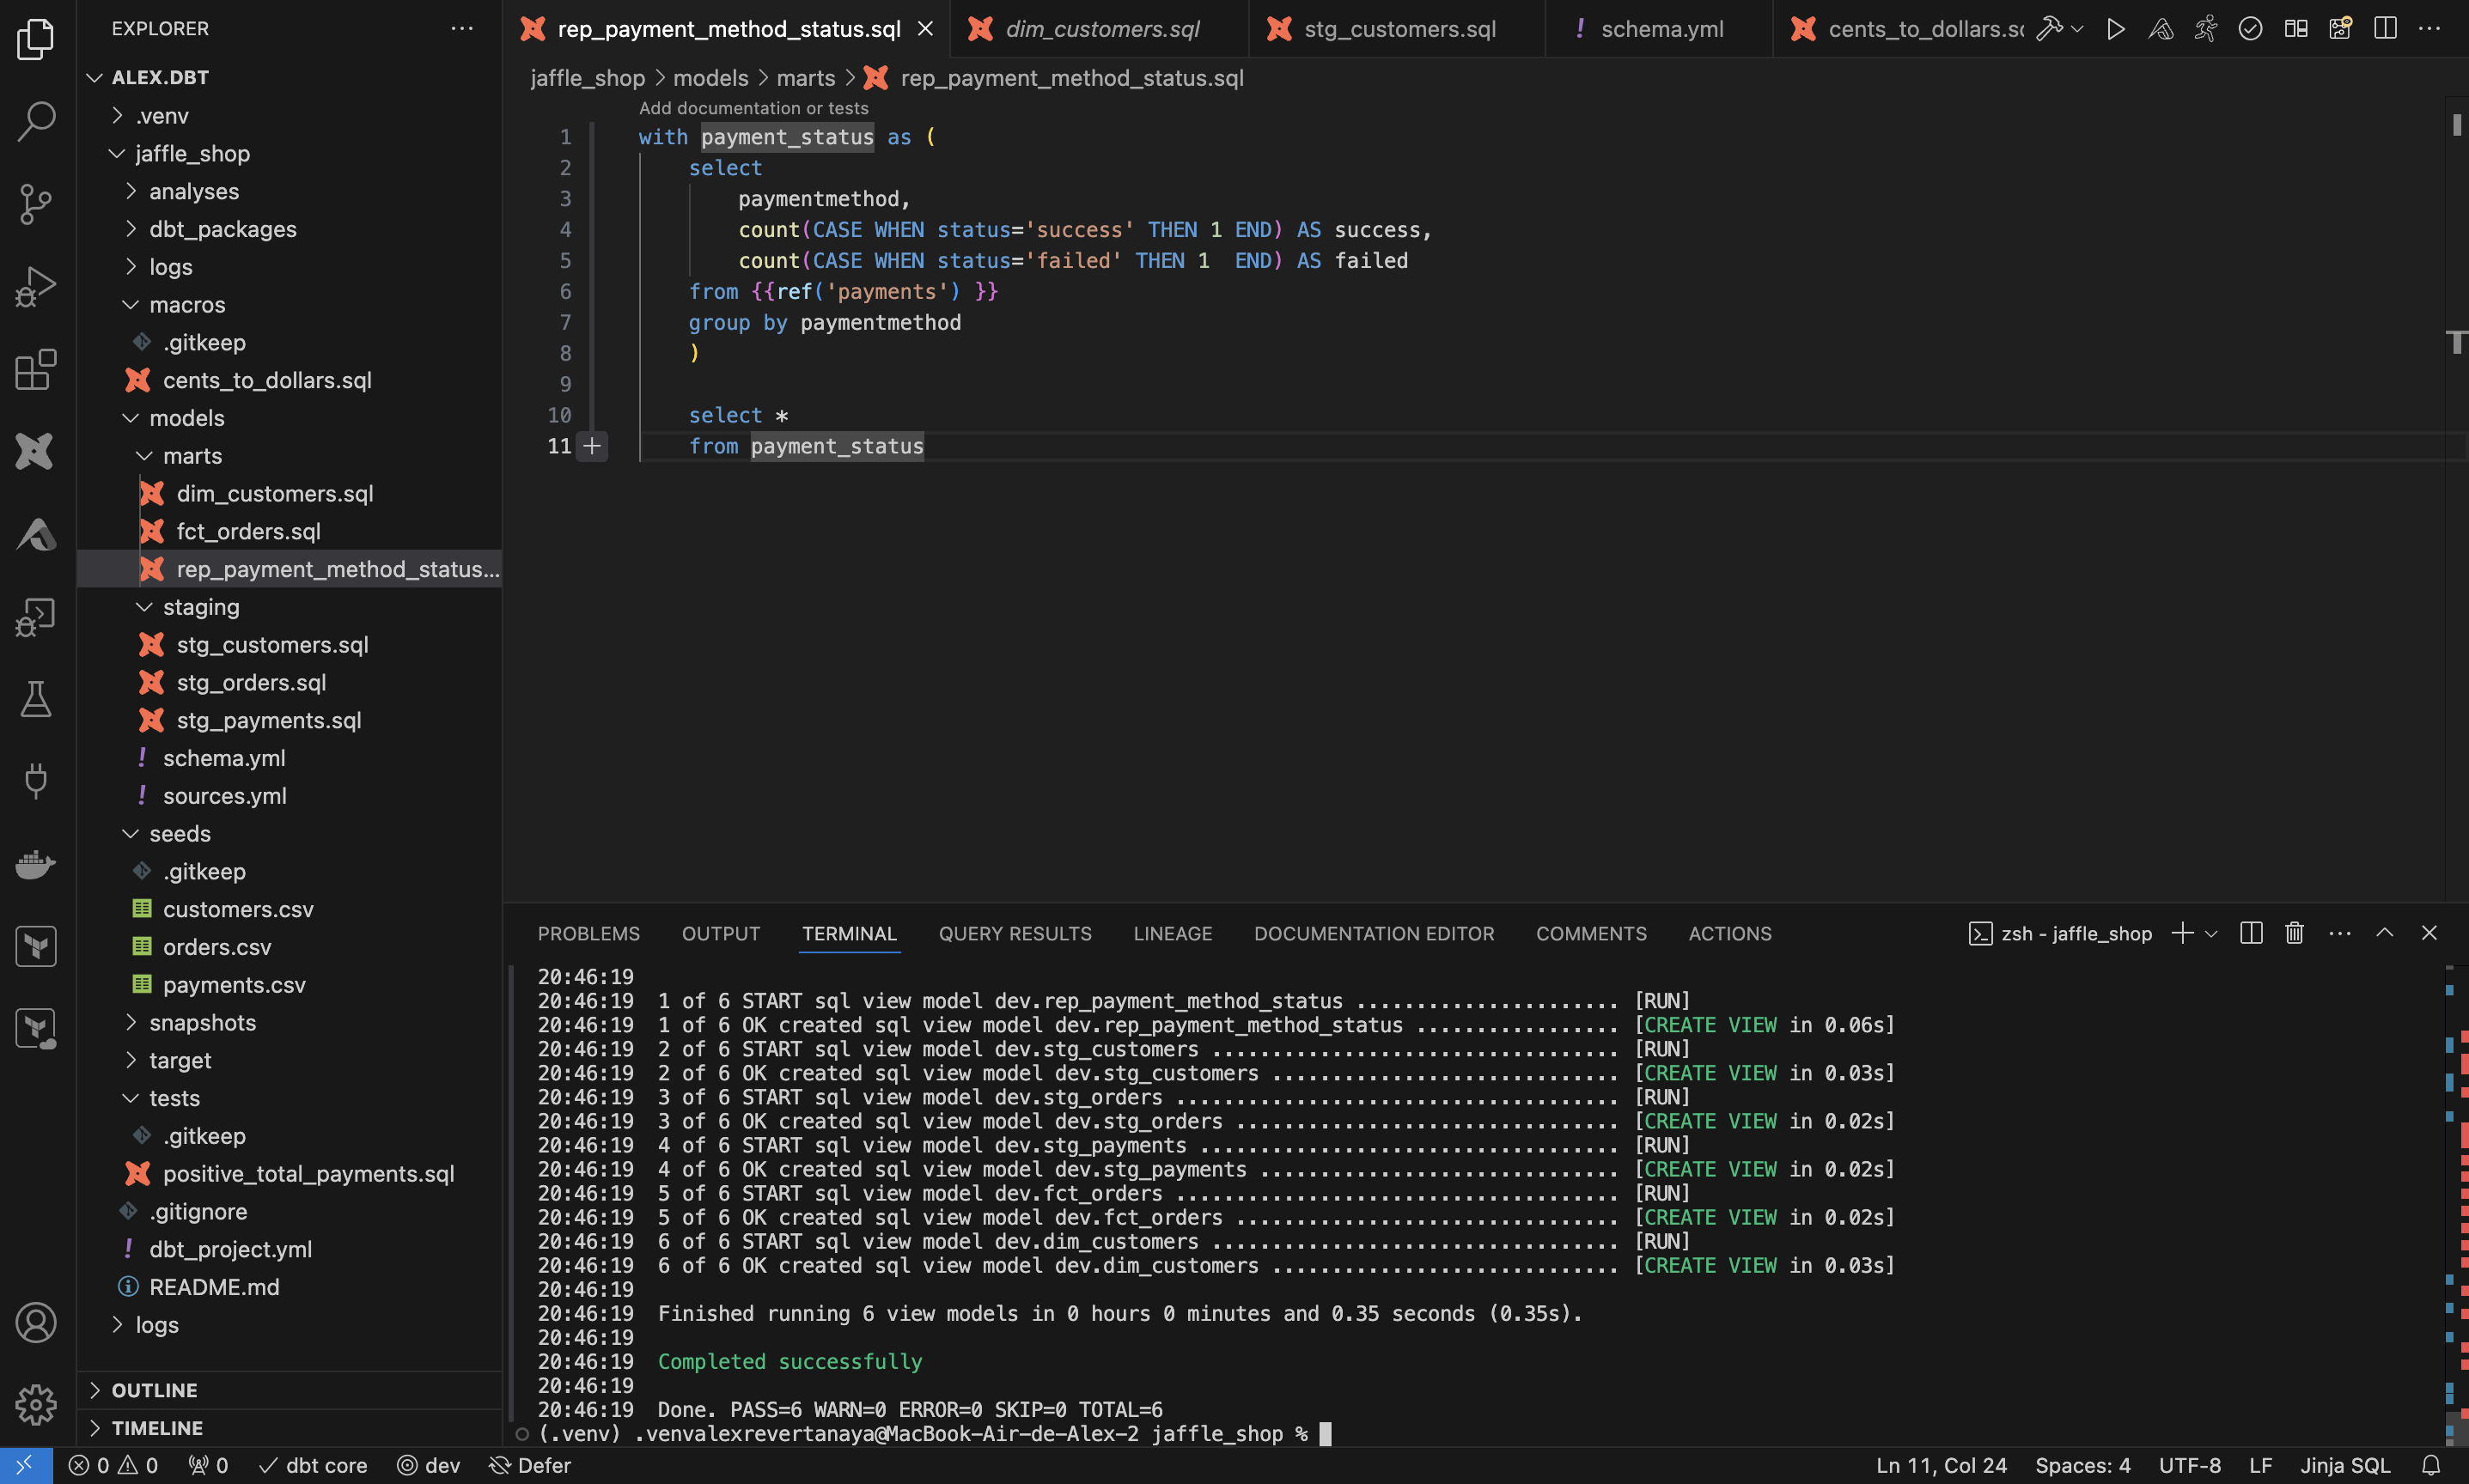 EXPLORER
ALEX.DBT
.venv
jaffle_shop
analyses
dbt_packages
logs
macros
.gitkeep
cents_to_dollars.sql
models
marts
dim_customers.sql
fct_orders.sql
rep_payment_method_status...
staging
stg_customers.sql
stg_orders.sql
stg_payments.sql
! schema.yml
! sources.yml
seeds
.gitkeep
customers.csv
orders.csv
payments.csv
snapshots
target
tests
.gitkeep
positive_total_payments.sql
.gitignore
! dbt_project.yml
README.md
logs
OUTLINE
TIMELINE
rep_payment_method_status.sql
dim_customers.sql
stg_customers.sql
! schema.yml
cents_to_dollars.sc
jaffle_shop > models > marts > rep_payment_method_status.sql
Add documentation or tests
1 with payment_status as (
2 select
3 paymentmethod,
4 count(CASE WHEN status='success' THEN 1 END) AS success,
5 count(CASE WHEN status='failed' THEN 1  END) AS failed
6 from {{ref('payments') }}
7 group by paymentmethod
8 )
9
10 select *
11 from payment_status
PROBLEMS OUTPUT TERMINAL QUERY RESULTS LINEAGE DOCUMENTATION EDITOR COMMENTS ACTIONS
zsh - jaffle_shop
20:46:19
20:46:19  1 of 6 START sql view model dev.rep_payment_method_status ...................... [RUN]
20:46:19  1 of 6 OK created sql view model dev.rep_payment_method_status ................. [CREATE VIEW in 0.06s]
20:46:19  2 of 6 START sql view model dev.stg_customers .................................. [RUN]
20:46:19  2 of 6 OK created sql view model dev.stg_customers ............................. [CREATE VIEW in 0.03s]
20:46:19  3 of 6 START sql view model dev.stg_orders ..................................... [RUN]
20:46:19  3 of 6 OK created sql view model dev.stg_orders ................................ [CREATE VIEW in 0.02s]
20:46:19  4 of 6 START sql view model dev.stg_payments ................................... [RUN]
20:46:19  4 of 6 OK created sql view model dev.stg_payments .............................. [CREATE VIEW in 0.02s]
20:46:19  5 of 6 START sql view model dev.fct_orders ..................................... [RUN]
20:46:19  5 of 6 OK created sql view model dev.fct_orders ................................ [CREATE VIEW in 0.02s]
20:46:19  6 of 6 START sql view model dev.dim_customers .................................. [RUN]
20:46:19  6 of 6 OK created sql view model dev.dim_customers ............................. [CREATE VIEW in 0.03s]
20:46:19
20:46:19  Finished running 6 view models in 0 hours 0 minutes and 0.35 seconds (0.35s).
20:46:19
20:46:19  Completed successfully
20:46:19
20:46:19  Done. PASS=6 WARN=0 ERROR=0 SKIP=0 TOTAL=6
(.venv) .venvalexrevertanaya@MacBook-Air-de-Alex-2 jaffle_shop %
0 0 0 dbt core dev Defer
Ln 11, Col 24 Spaces: 4 UTF-8 LF Jinja SQL